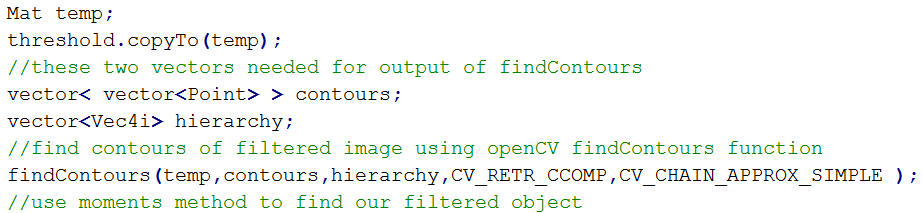 Mat temp;
threshold.copyTo(temp);
//these two vectors needed for output of findContours
vector< vector<Point> > contours;
vector<Vec4i> hierarchy;
//find contours of filtered image using openCV findContours function
findContours(temp,contours,hierarchy,CV_RETR_CCOMP,CV_CHAIN_APPROX_SIMPLE );
//use moments method to find our filtered object